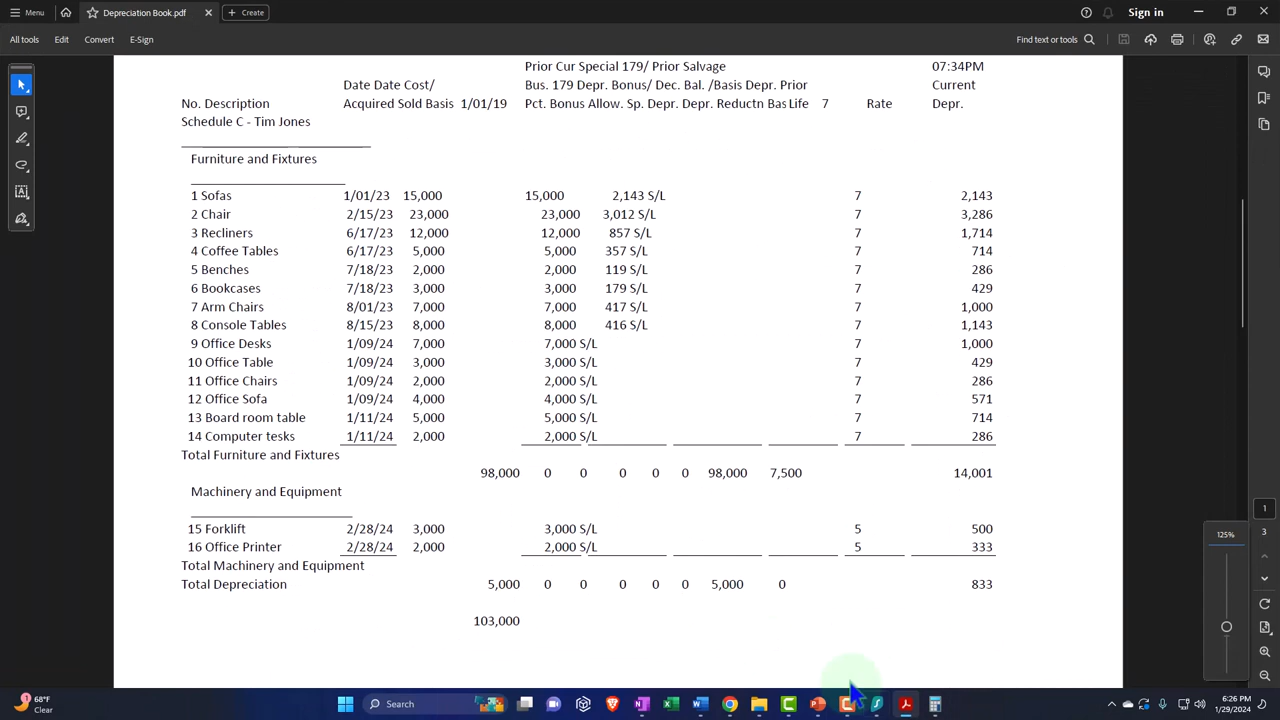 Menu
Depreciation Book.pdf
Create
Sign in
All tools Edit Convert E-Sign
Find text or tools
Prior Cur Special 179/ Prior Salvage 07:34PM
Date Date Cost/ Bus. 179 Depr. Bonus/ Dec. Bal. /Basis Depr. Prior Current
No. Description Acquired Sold Basis 1/01/19 Pct. Bonus Allow. Sp. Depr. Depr. Reductn Bas Life 7 Rate Depr.
Schedule C - Tim Jones
Furniture and Fixtures
1 Sofas 1/01/23 15,000 15,000 2,143 S/L 7 2,143
2 Chair 2/15/23 23,000 23,000 3,012 S/L 7 3,286
3 Recliners 6/17/23 12,000 12,000 857 S/L 7 1,714
4 Coffee Tables 6/17/23 5,000 5,000 357 S/L 7 714
5 Benches 7/18/23 2,000 2,000 119 S/L 7 286
6 Bookcases 7/18/23 3,000 3,000 179 S/L 7 429
7 Arm Chairs 8/01/23 7,000 7,000 417 S/L 7 1,000
8 Console Tables 8/15/23 8,000 8,000 416 S/L 7 1,143
9 Office Desks 1/09/24 7,000 7,000 S/L 7 1,000
10 Office Table 1/09/24 3,000 3,000 S/L 7 429
11 Office Chairs 1/09/24 2,000 2,000 S/L 7 286
12 Office Sofa 1/09/24 4,000 4,000 S/L 7 571
13 Board room table 1/11/24 5,000 5,000 S/L 7 714
14 Computer tesks 1/11/24 2,000 2,000 S/L 7 286
Total Furniture and Fixtures
98,000 0 0 0 0 98,000 7,500 14,001
Machinery and Equipment
15 Forklift 2/28/24 3,000 3,000 S/L 5 500
16 Office Printer 2/28/24 2,000 2,000 S/L 5 333
Total Machinery and Equipment
Total Depreciation 5,000 0 0 0 0 5,000 0 833
103,000
1
3
125%
68°F
Clear
Search
6:26 PM
1/29/2024